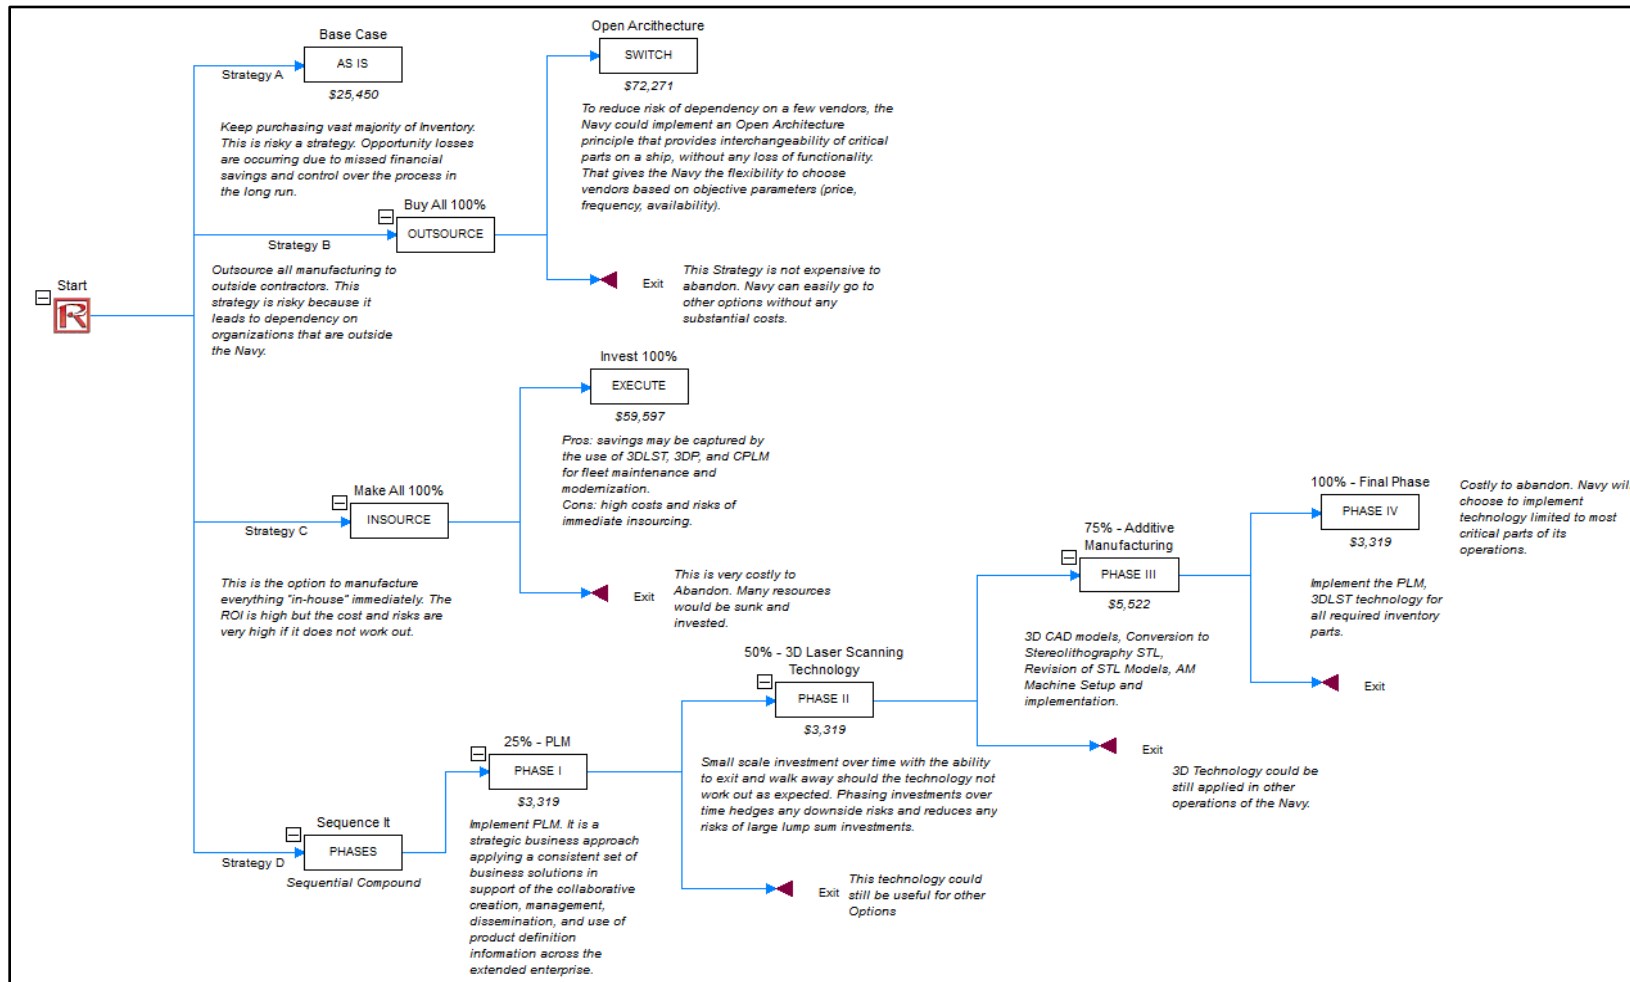 Start
Strategy A
Base Case
AS IS
$25,450
Keep purchasing vast majority of Inventory.
This is risky a strategy. Opportunity losses
are occurring due to missed financial
savings and control over the process in
the long run.
Strategy B
Buy All 100%
OUTSOURCE
Outsource all manufacturing to
outside contractors. This
strategy is risky because it
leads to dependency on
organizations that are outside
the Navy.
Open Arcithecture
SWITCH
$72,271
To reduce risk of dependency on a few vendors, the
Navy could implement an Open Architecture
principle that provides interchangeability of critical
parts on a ship, without any loss of functionality.
That gives the Navy the flexibility to choose
vendors based on objective parameters (price,
frequency, availability).
Exit
This Strategy is not expensive to
abandon. Navy can easily go to
other options without any
substantial costs.
Strategy C
Make All 100%
INSOURCE
This is the option to manufacture
everything "in-house" immediately. The
ROI is high but the cost and risks are
very high if it does not work out.
Invest 100%
EXECUTE
$59,597
Pros: savings may be captured by
the use of 3DLST, 3DP, and CPLM
for fleet maintenance and
modernization.
Cons: high costs and risks of
immediate insourcing.
Exit
This is very costly to
Abandon. Many resources
would be sunk and
invested.
Strategy D
Sequence It
PHASES
Sequential Compound
25% - PLM
PHASE I
$3,319
Implement PLM. It is a
strategic business approach
applying a consistent set of
business solutions in
support of the collaborative
creation, management,
dissemination, and use of
product definition
information across the
extended enterprise.
50% - 3D Laser Scanning
Technology
PHASE II
$3,319
Small scale investment over time with the ability
to exit and walk away should the technology not
work out as expected. Phasing investments over
time hedges any downside risks and reduces any
risks of large lump sum investments.
Exit
This technology could
still be useful for other
Options
75% - Additive
Manufacturing
PHASE III
$5,522
3D CAD models, Conversion to
Stereolithography STL,
Revision of STL Models, AM
Machine Setup and
implementation.
Exit
3D Technology could be
still applied in other
operations of the Navy.
100% - Final Phase
PHASE IV
$3,319
Implement the PLM,
3DLST technology for
all required inventory
parts.
Costly to abandon. Navy wil
choose to implement
technology limited to most
critical parts of its
operations.
Exit